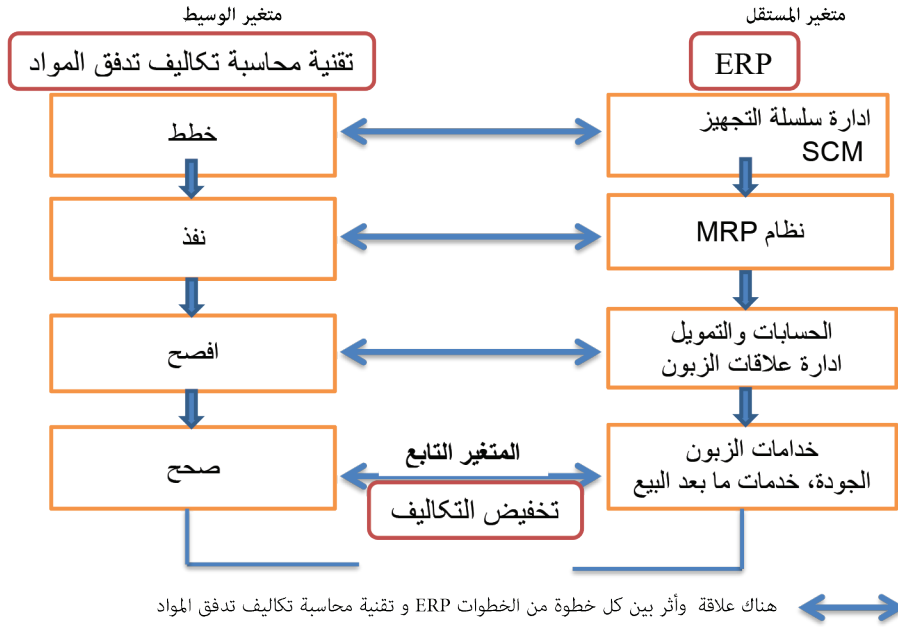 متغير المستقل
متغير الوسيط
ERP
تقنية محاسبة تكاليف تدفق المواد
ادارة سلسلة التجهيز
SCM
خطط
نظام MRP
نفذ
الحسابات والتمويل
ادارة علاقات الزبون
افصح
خدامات الزبون
الجودة، خدمات ما بعد البيع
صحح
المتغير التابع
تخفيض التكاليف
هناك علاقة وأثر بين كل خطوة من الخطوات ERP و تقنية محاسبة تكاليف تدفق المواد